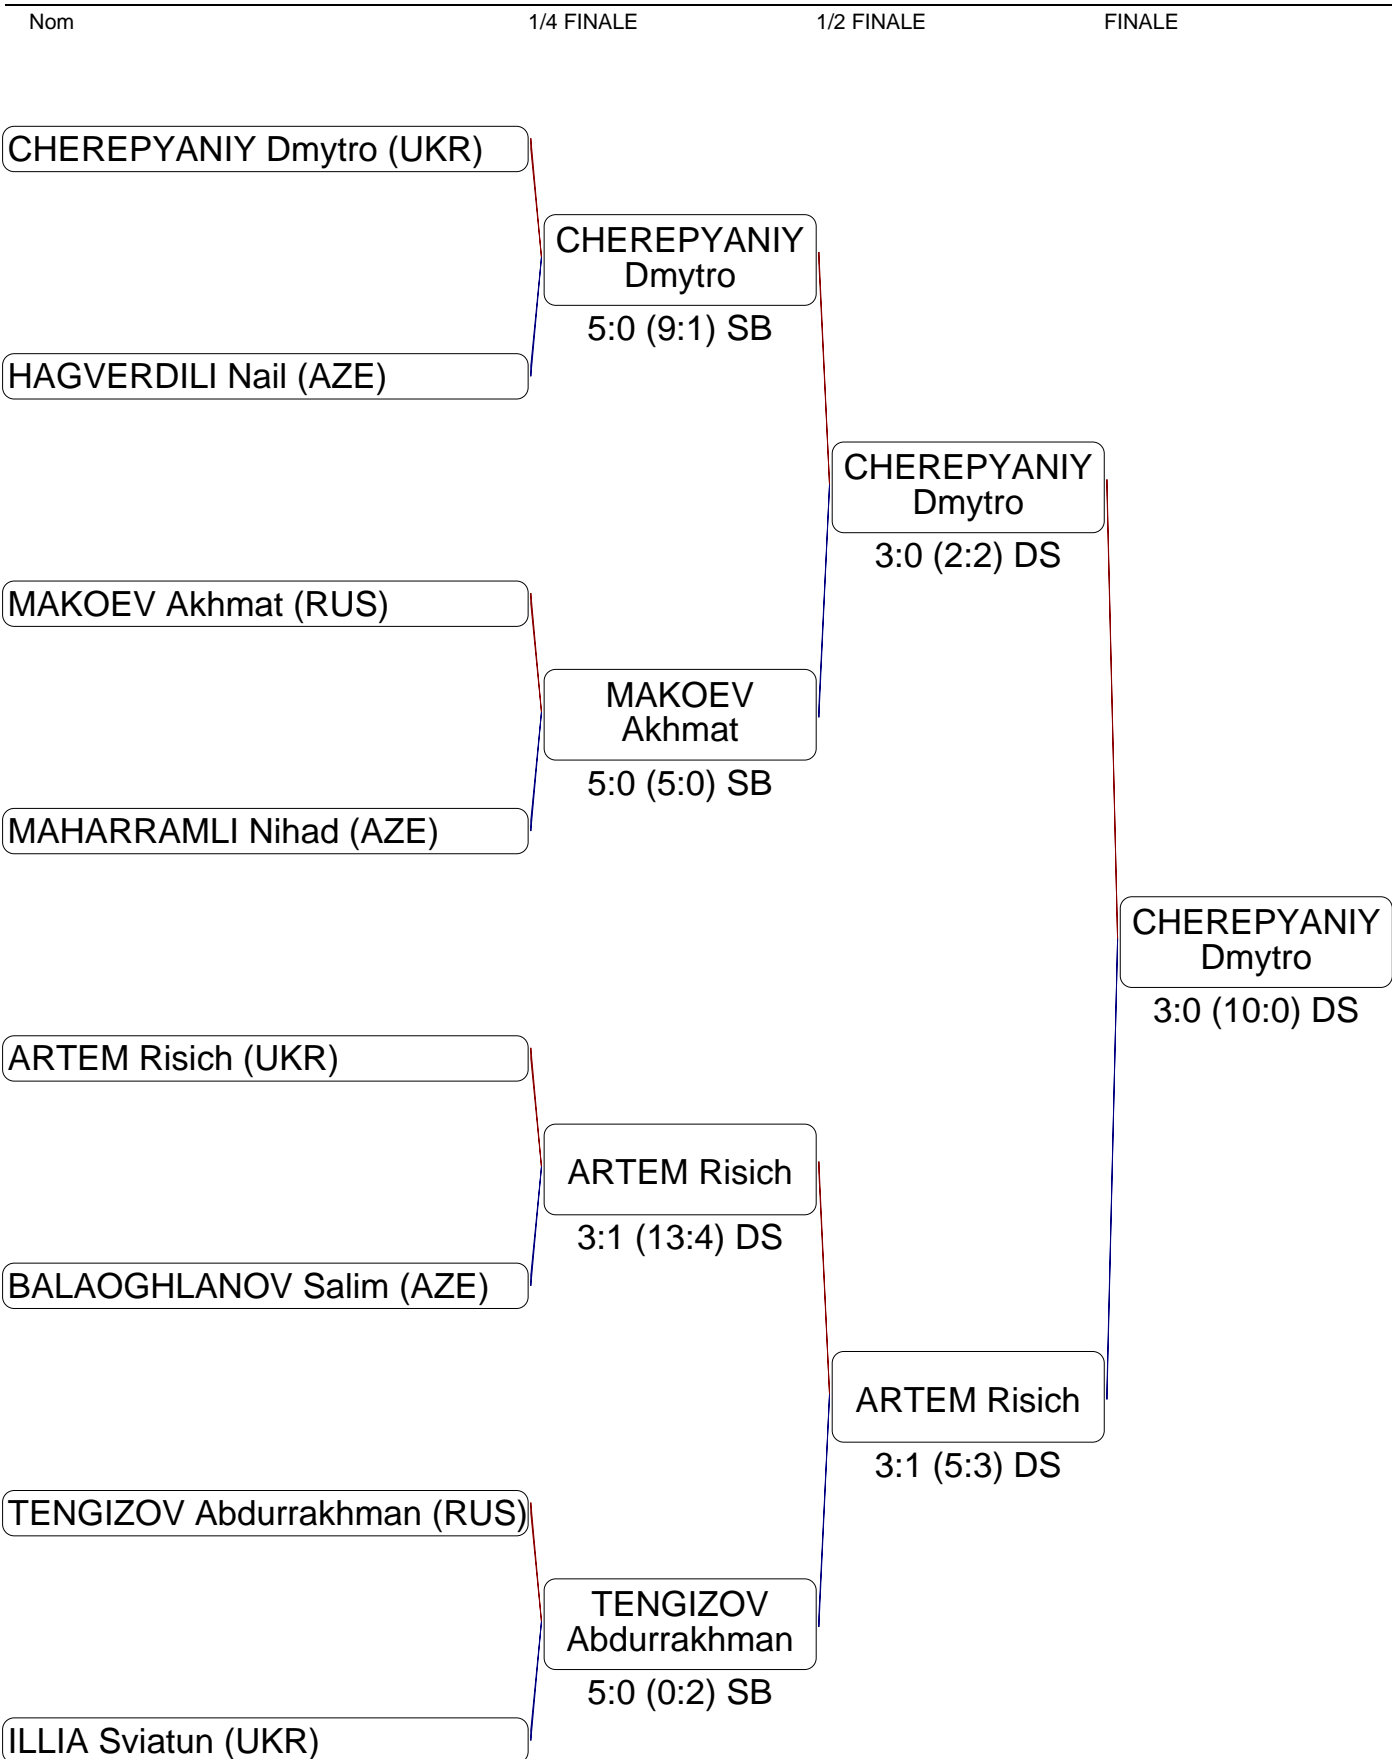 Nom 1/4 FINALE 1/2 FINALE FINALE
CHEREPYANIY Dmytro (UKR)
CHEREPYANIY
Dmytro
5:0 (9:1) SB
HAGVERDILI Nail (AZE)
CHEREPYANIY
Dmytro
3:0 (2:2) DS
MAKOEV Akhmat (RUS)
MAKOEV
Akhmat
5:0 (5:0) SB
MAHARRAMLI Nihad (AZE)
CHEREPYANIY
Dmytro
3:0 (10:0) DS
ARTEM Risich (UKR)
ARTEM Risich
3:1 (13:4) DS
BALAOGHLANOV Salim (AZE)
ARTEM Risich
3:1 (5:3) DS
TENGIZOV Abdurrakhman (RUS)
TENGIZOV
Abdurrakhman
5:0 (0:2) SB
ILLIA Sviatun (UKR)